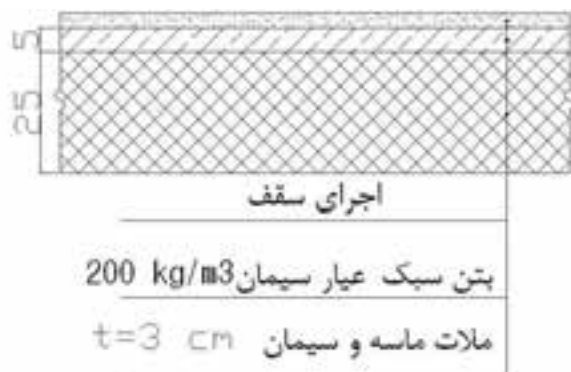 5
25
اجرای سقف
بتن سبک عیار سیمان 200 kg/m3
ملات ماسه و سیمان t=3 cm